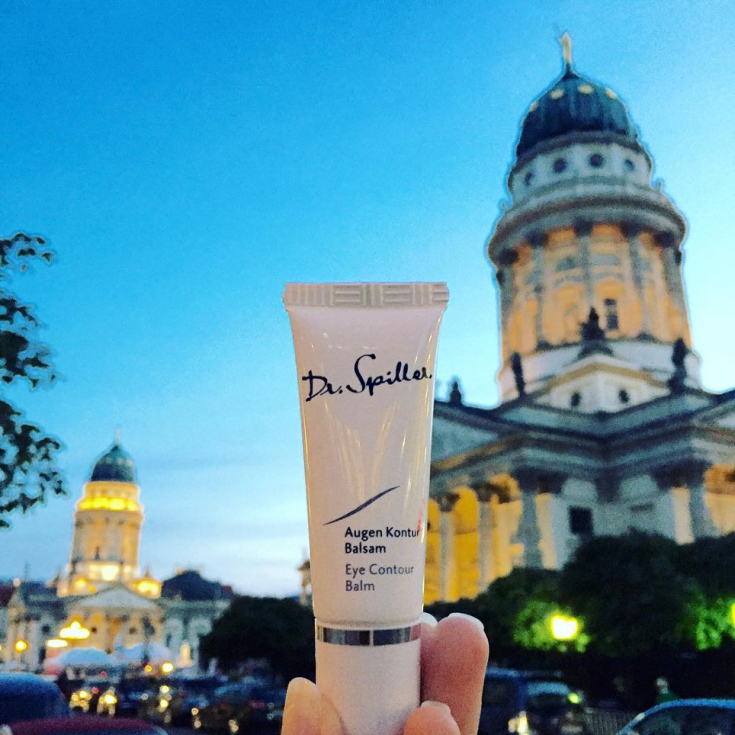 Dr. Spiller
Augen Kontur
Balsam
Eye Contour
Balm